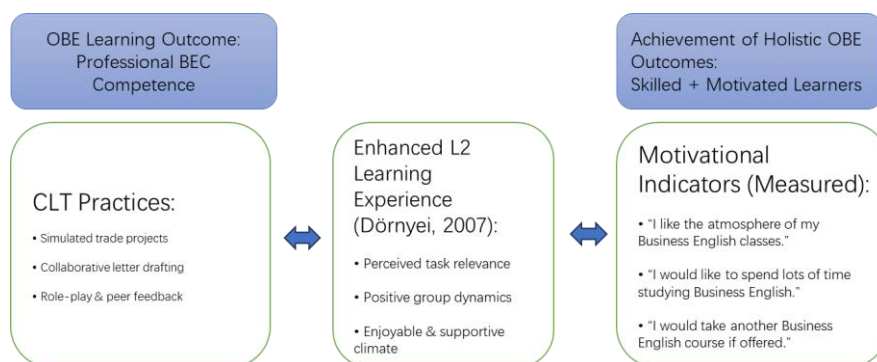 OBE Learning Outcome:
Professional BEC
Competence
Achievement of Holistic OBE
Outcomes:
Skilled + Motivated Learners
CLT Practices:
• Simulated trade projects
• Collaborative letter drafting
• Role-play & peer feedback
Enhanced L2
Learning
Experience
(Dörnyei, 2007):
• Perceived task relevance
• Positive group dynamics
• Enjoyable & supportive
climate
Motivational
Indicators (Measured):
• "I like the atmosphere of my
Business English classes."
• "I would like to spend lots of time
studying Business English."
• "I would take another Business
English course if offered."